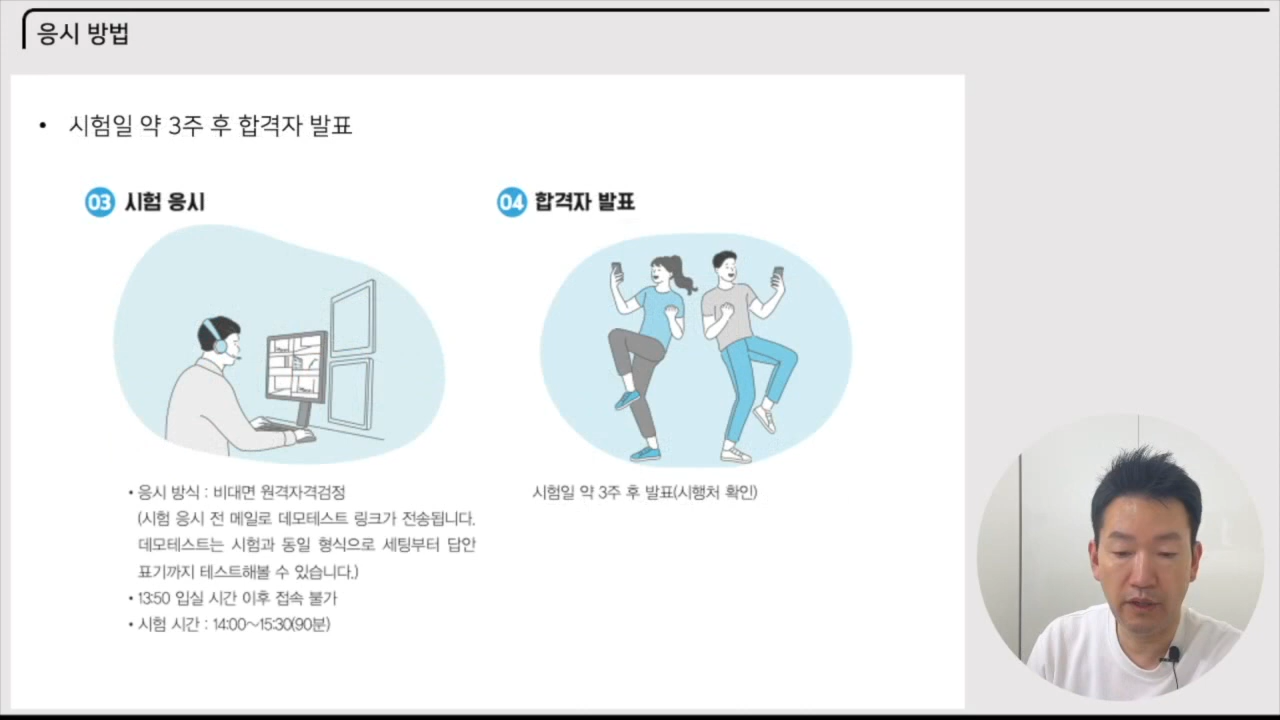 응시 방법
• 시험일 약 3주 후 합격자 발표
03 시험 응시
• 응시 방식 : 비대면 원격자격검정
(시험 응시 전 메일로 데모테스트 링크가 전송됩니다.
데모테스트는 시험과 동일 형식으로 세팅부터 답안
표기까지 테스트해볼 수 있습니다.)
• 13:50 입실 시간 이후 접속 불가
• 시험 시간 : 14:00~15:30(90분)
04 합격자 발표
시험일 약 3주 후 발표(시행처 확인)